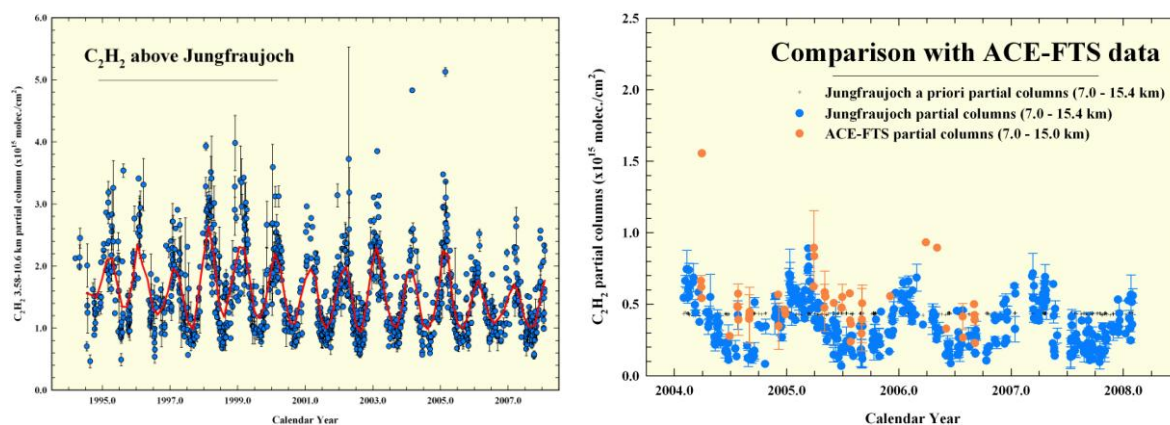 C₂H₂ above Jungfraujoch
C₂H₂ 3.58-10.6 km partial column (x10¹⁵ molec./cm²)
6.0
5.0
4.0
3.0
2.0
1.0
0.0
1995.0 1997.0 1999.0 2001.0 2003.0 2005.0 2007.0
Calendar Year
Comparison with ACE-FTS data
Jungfraujoch a priori partial columns (7.0 - 15.4 km)
Jungfraujoch partial columns (7.0 - 15.4 km)
ACE-FTS partial columns (7.0 - 15.0 km)
C₂H₂ partial columns (x10¹⁵ molec./cm²)
2.5
2.0
1.5
1.0
0.5
0.0
2004.0 2005.0 2006.0 2007.0 2008.0
Calendar Year